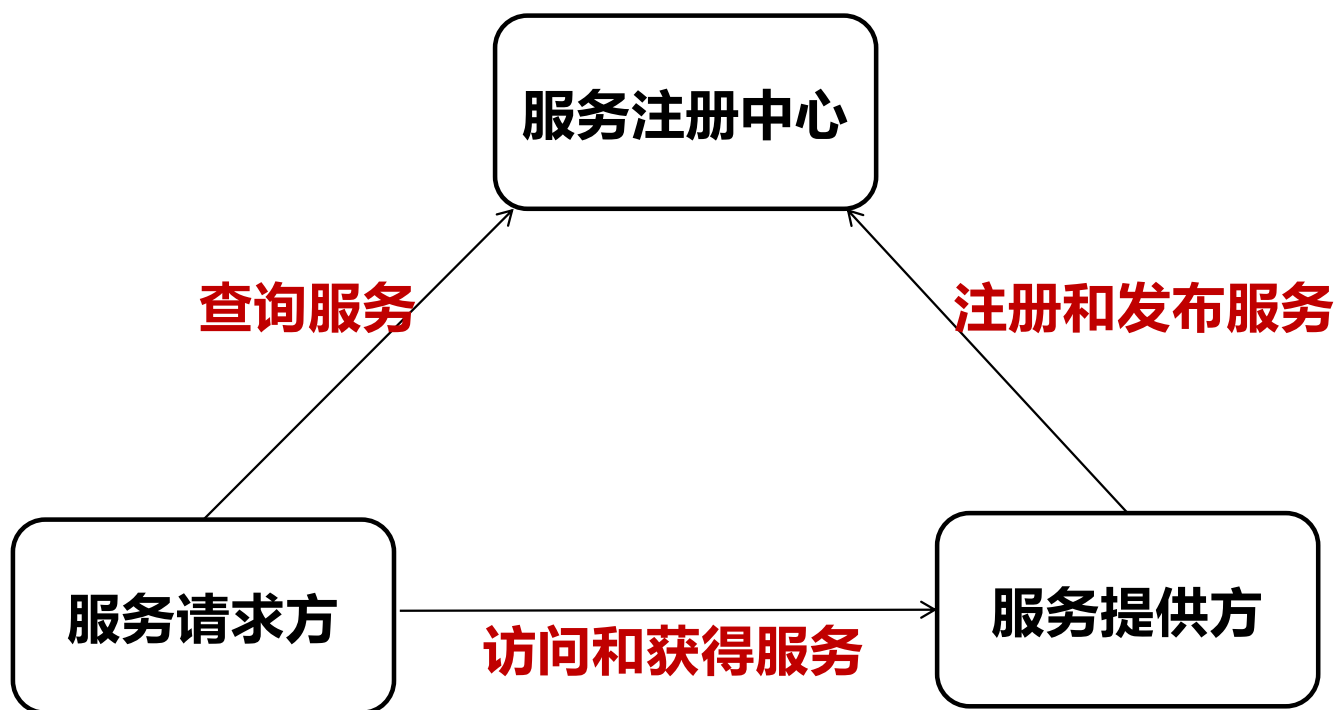 服务注册中心
查询服务
注册和发布服务
服务请求方
服务提供方
访问和获得服务